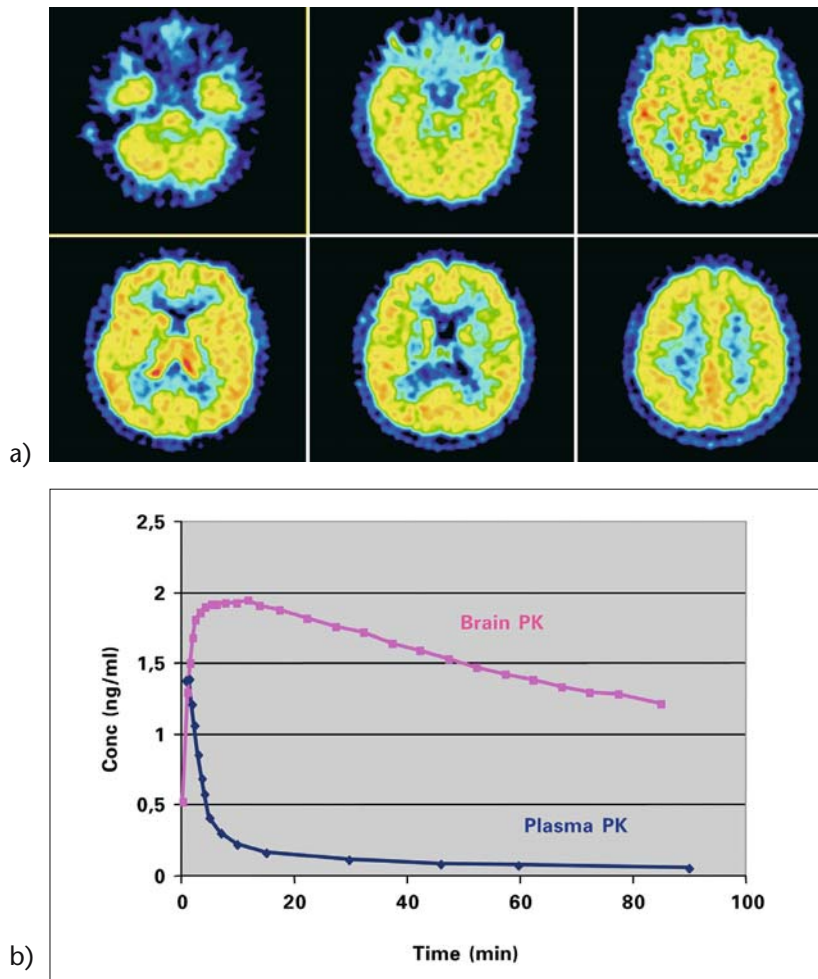 a)
2,5
2
1,5
1
0,5
0
0 20 40 60 80 100
Conc (ng/ml)
Brain PK
Plasma PK
Time (min)
b)